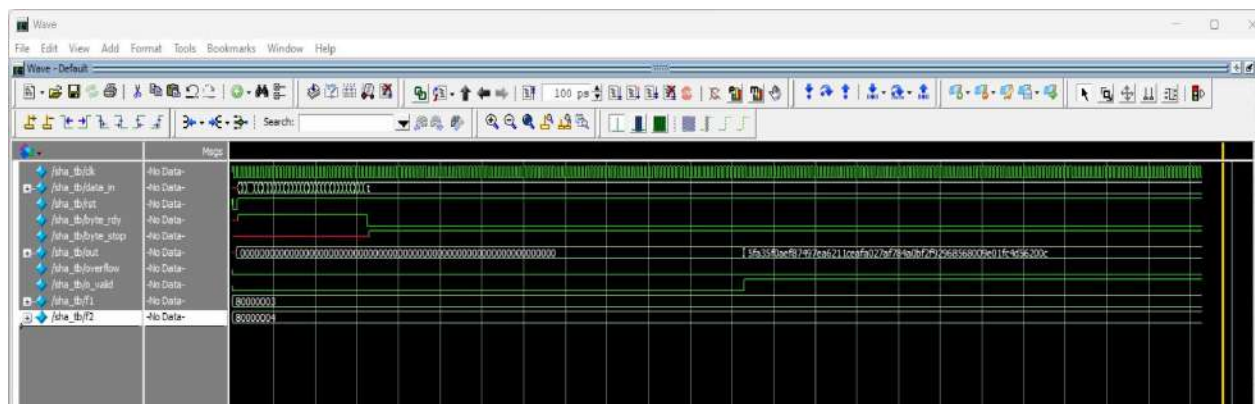 Wave
File Edit View Add Format Tools Bookmarks Window Help
Wave - Default
100 ps
Search:
Msgs
/sha_tb/clk -No Data-
/sha_tb/data_in -No Data- t
/sha_tb/rst -No Data-
/sha_tb/byte_rdy -No Data-
/sha_tb/byte_stop -No Data-
/sha_tb/out -No Data-
/sha_tb/overflow -No Data-
/sha_tb/o_valid -No Data-
/sha_tb/f1 -No Data- 80000003
/sha_tb/f2 -No Data- 80000004